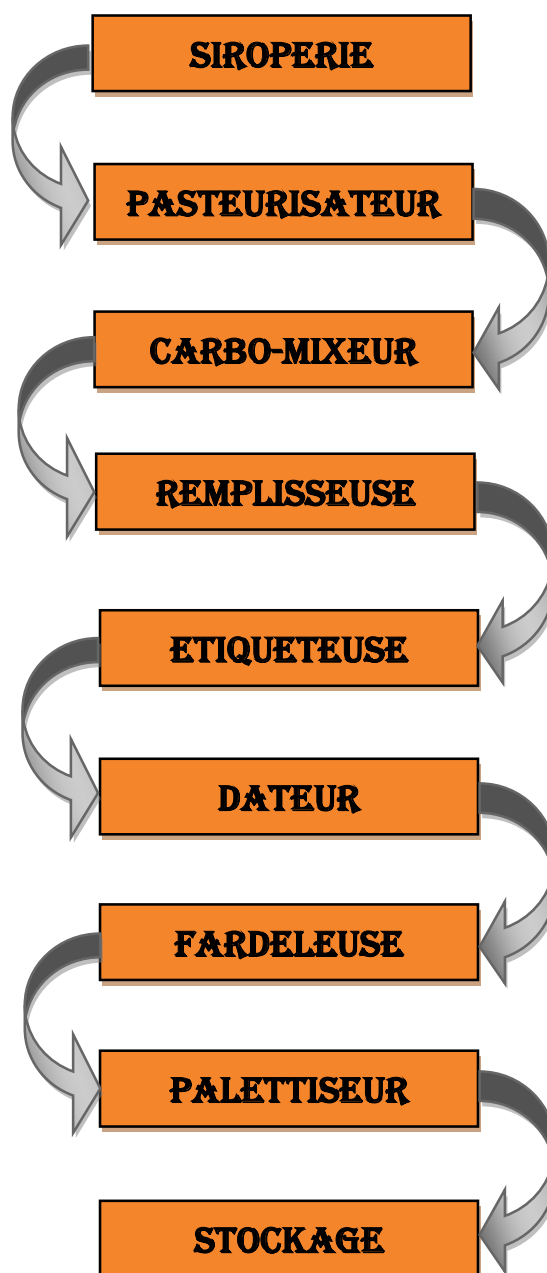 SIROPERIE
PASTEURISATEUR
CARBO-MIXEUR
REMPLISSEUSE
ETIQUETEUSE
DATEUR
FARDELEUSE
PALETTISEUR
STOCKAGE